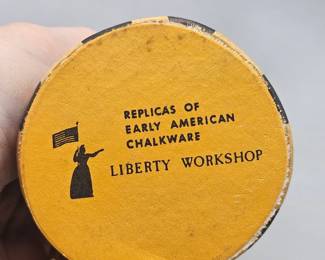 REPLICAS OF
EARLY AMERICAN
CHALKWARE
LIBERTY WORKSHOP